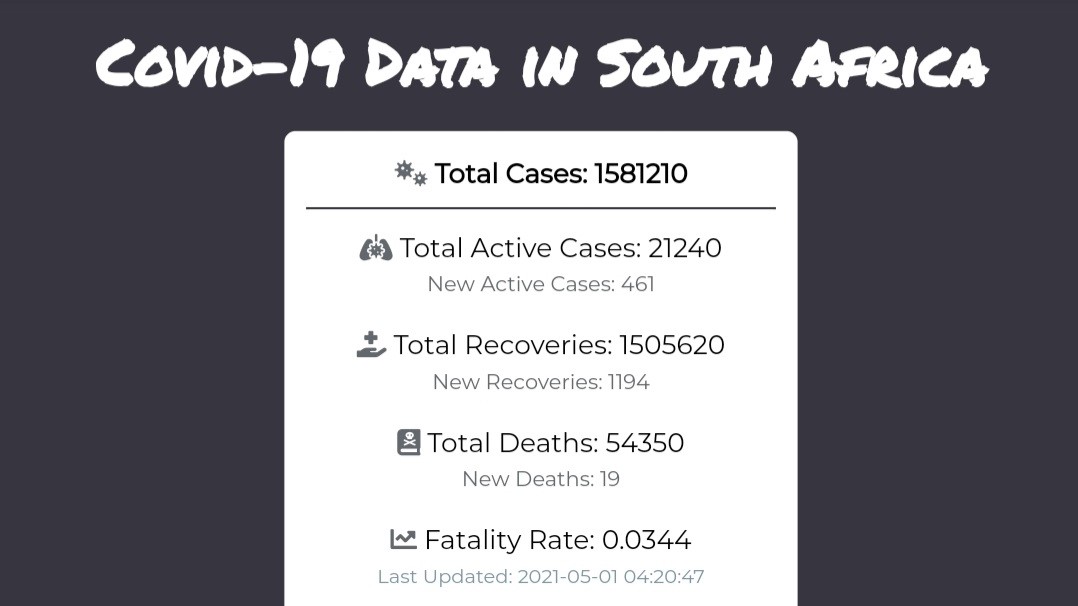 Covid-19 Data in South Africa
Total Cases: 1581210
Total Active Cases: 21240
New Active Cases: 461
Total Recoveries: 1505620
New Recoveries: 1194
Total Deaths: 54350
New Deaths: 19
Fatality Rate: 0.0344
Last Updated: 2021-05-01 04:20:47